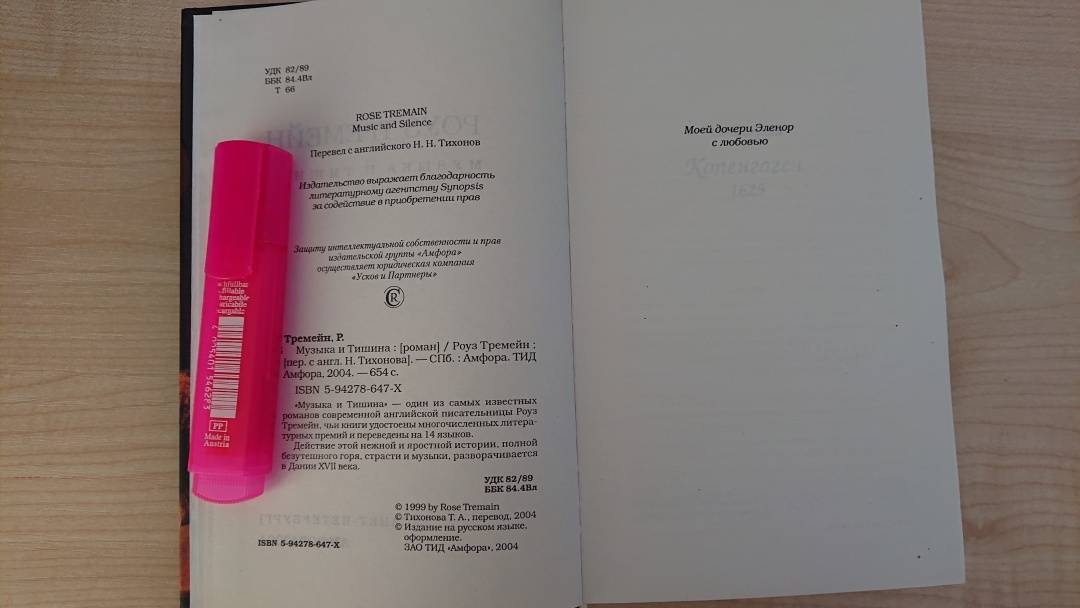 УДК 82/89
ББК 84.4Вл
Т 66
ROSE TREMAIN
Music and Silence
Перевел с английского Н. Н. Тихонов
Издательство выражает благодарность
литературному агентству Synopsis
за содействие в приобретении прав
Защиту интеллектуальной собственности и прав
издательской группы «Амфора»
осуществляет юридическая компания
«Усков и Партнеры»
Тремейн, Р.
Музыка и Тишина : [роман] / Роуз Тремейн ;
[пер. с англ. Н. Тихонова]. — СПб. : Амфора. ТИД
Амфора, 2004. — 654 с.
ISBN 5-94278-647-X
«Музыка и Тишина» — один из самых известных
романов современной английской писательницы Роуз
Тремейн, чьи книги удостоены многочисленных литера-
турных премий и переведены на 14 языков.
Действие этой нежной и яростной истории, полной
безутешного горя, страсти и музыки, разворачивается
в Дании XVII века.
УДК 82/89
ББК 84.4Вл
© 1999 by Rose Tremain
© Тихонова Т. А., перевод, 2004
© Издание на русском языке,
оформление.
ISBN 5-94278-647-X
ЗАО ТИД «Амфора», 2004
PP
Made in
Austria
Моей дочери Эленор
с любовью
Копенгаген
1629